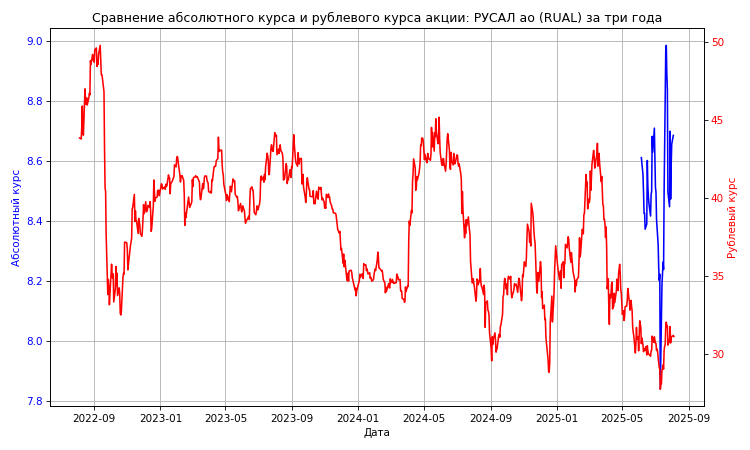 Сравнение абсолютного курса и рублевого курса акции: РУСАЛ ао (RUAL) за три года
9.0
8.8
8.6
8.4
8.2
8.0
7.8
Абсолютный курс
50
45
40
35
30
Рублевый курс
2022-09 2023-01 2023-05 2023-09 2024-01 2024-05 2024-09 2025-01 2025-05 2025-09
Дата